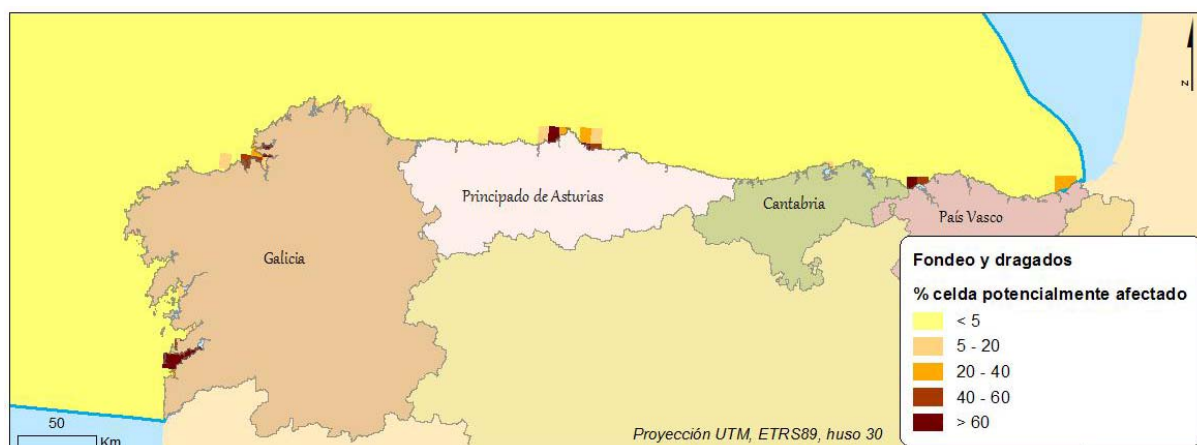 N
Principado de Asturias
Cantabria
País Vasco
Galicia
Fondeo y dragados
% celda potencialmente afectado
< 5
5 - 20
20 - 40
40 - 60
> 60
50
Km
Proyección UTM, ETRS89, huso 30